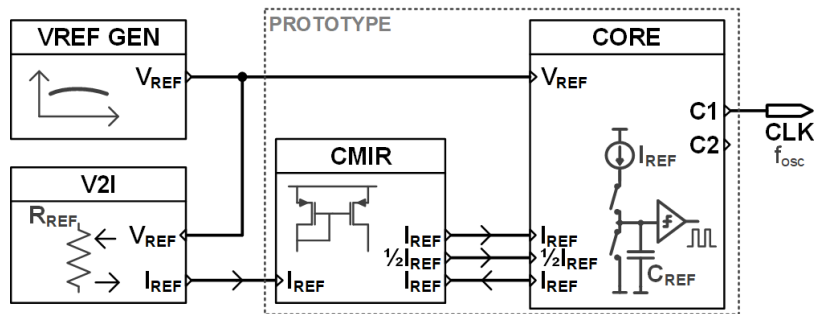 PROTOTYPE
VREF GEN
VREF
CORE
VREF
C1
C2
CLK
fosc
IREF
CREF
CMIR
IREF
½IREF
IREF
IREF
IREF
½IREF
IREF
V2I
RREF
VREF
IREF